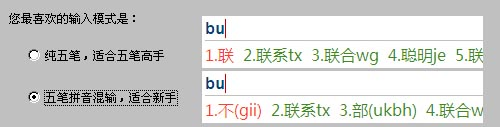 您最喜欢的输入模式是：
bu
纯五笔，适合五笔高手
1.联 2.联系tx 3.联合wg 4.聪明je 5.联
bu
五笔拼音混输，适合新手
1.不(gii) 2.联系tx 3.部(ukbh) 4.联合w